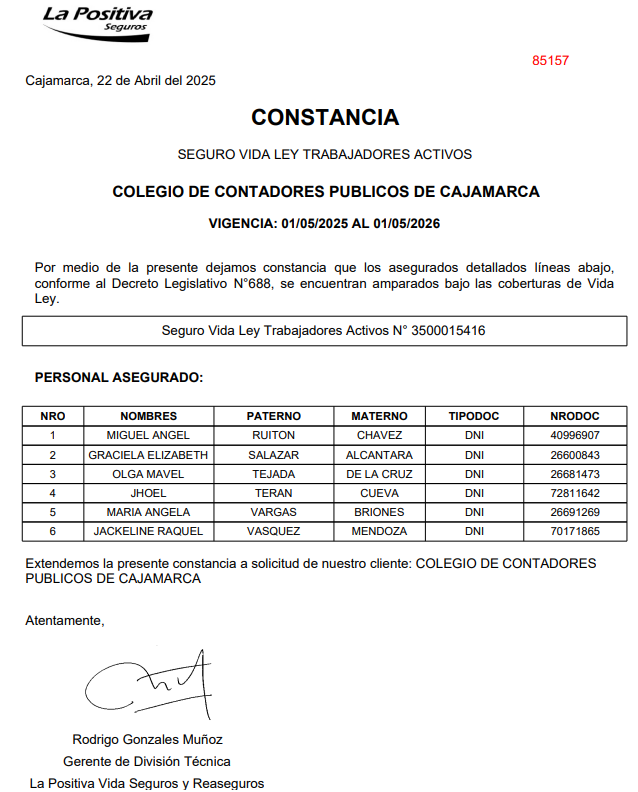 La Positiva
Seguros
85157
Cajamarca, 22 de Abril del 2025
CONSTANCIA
SEGURO VIDA LEY TRABAJADORES ACTIVOS
COLEGIO DE CONTADORES PUBLICOS DE CAJAMARCA
VIGENCIA: 01/05/2025 AL 01/05/2026
Por medio de la presente dejamos constancia que los asegurados detallados líneas abajo,
conforme al Decreto Legislativo N°688, se encuentran amparados bajo las coberturas de Vida
Ley.
Seguro Vida Ley Trabajadores Activos N° 3500015416
PERSONAL ASEGURADO:
NRO NOMBRES PATERNO MATERNO TIPODOC NRODOC
1 MIGUEL ANGEL RUITON CHAVEZ DNI 40996907
2 GRACIELA ELIZABETH SALAZAR ALCANTARA DNI 26600843
3 OLGA MAVEL TEJADA DE LA CRUZ DNI 26681473
4 JHOEL TERAN CUEVA DNI 72811642
5 MARIA ANGELA VARGAS BRIONES DNI 26691269
6 JACKELINE RAQUEL VASQUEZ MENDOZA DNI 70171865
Extendemos la presente constancia a solicitud de nuestro cliente: COLEGIO DE CONTADORES
PUBLICOS DE CAJAMARCA
Atentamente,
Rodrigo Gonzales Muñoz
Gerente de División Técnica
La Positiva Vida Seguros y Reaseguros